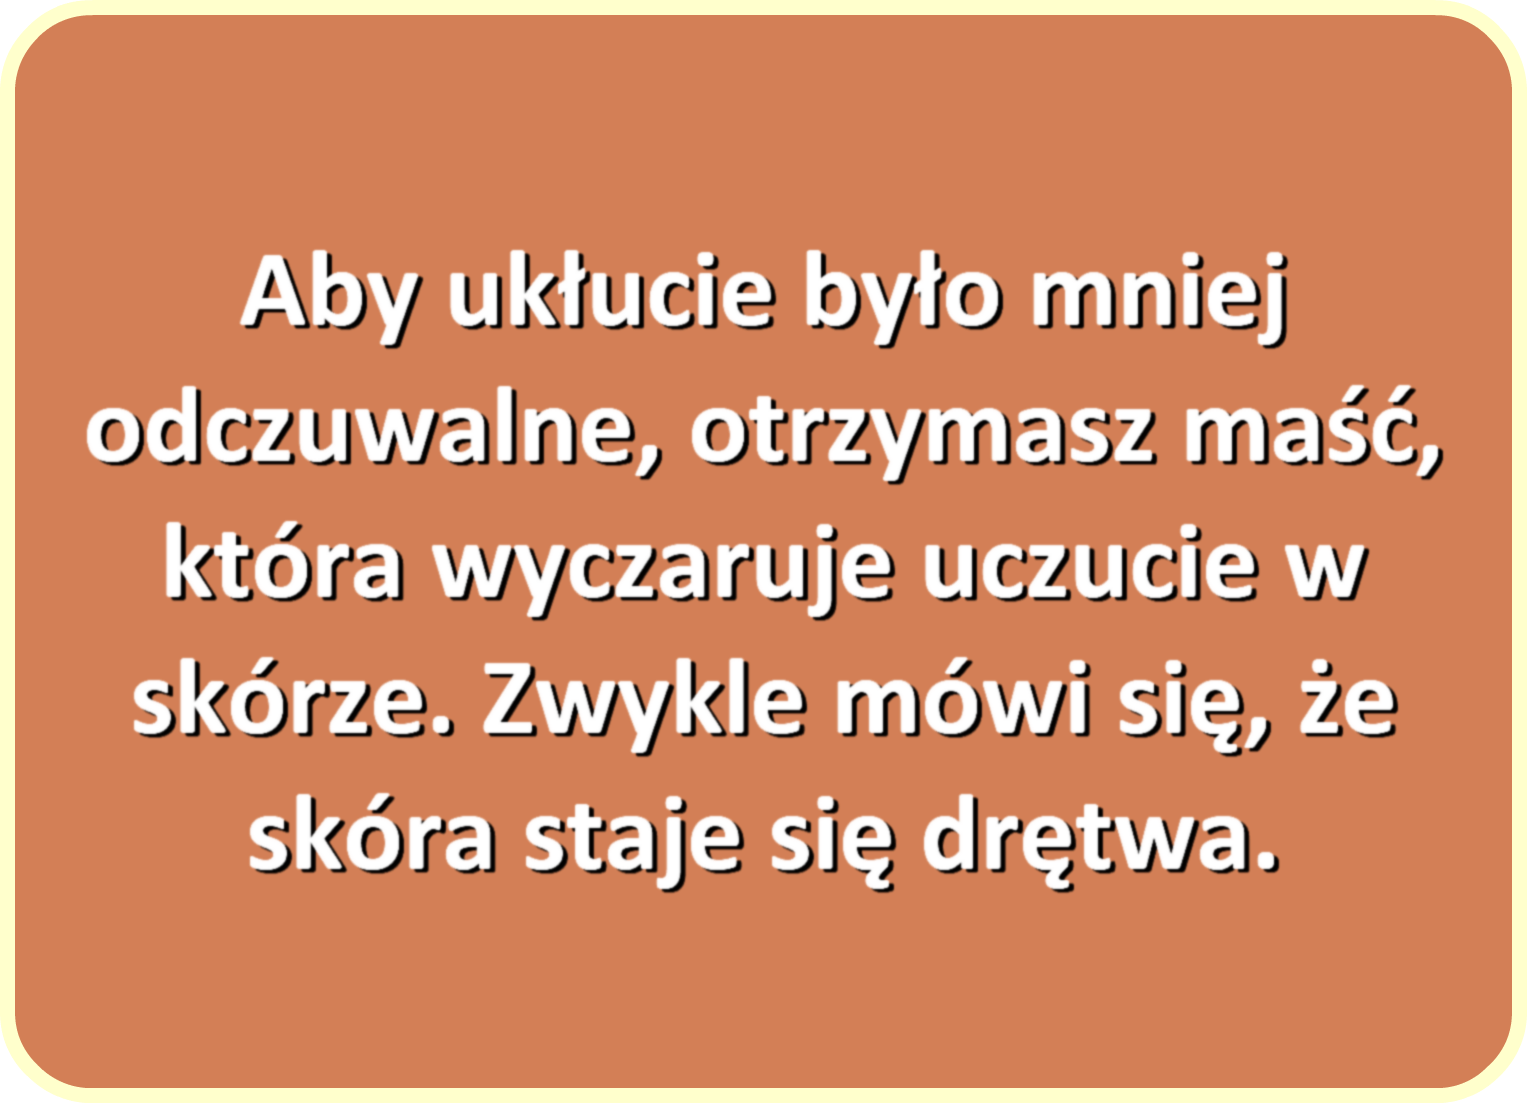 Aby ukłucie było mniej
odczuwalne, otrzymasz maść,
która wyczaruje uczucie w
skórze. Zwykle mówi się, że
skóra staje się drętwa.